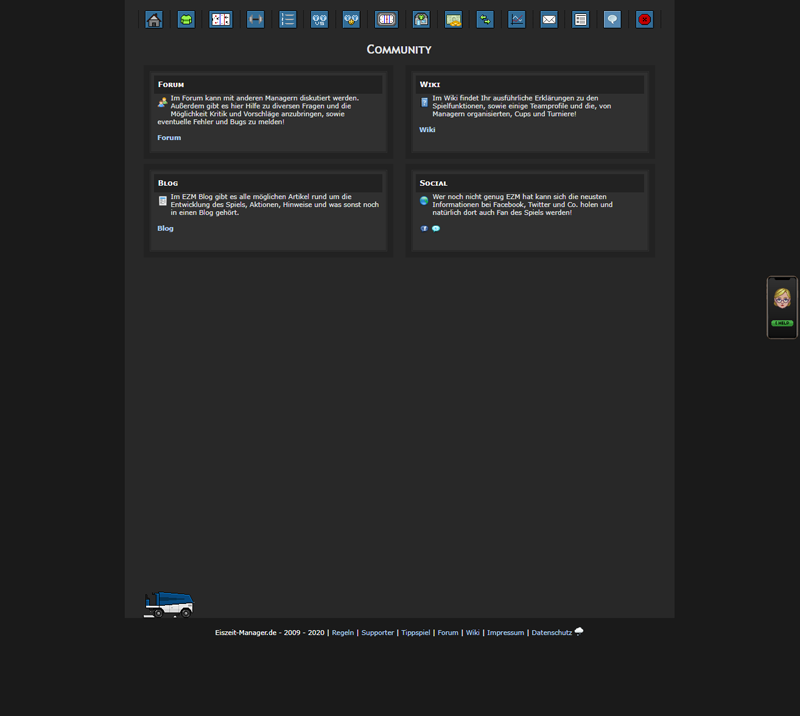 Community
Forum
Im Forum kann mit anderen Managern diskutiert werden.
Außerdem gibt es hier Hilfe zu diversen Fragen und die
Möglichkeit Kritik und Vorschläge anzubringen, sowie
eventuelle Fehler und Bugs zu melden!
Forum
Wiki
Im Wiki findet Ihr ausführliche Erklärungen zu den
Spielfunktionen, sowie einige Teamprofile und die, von
Managern organisierten, Cups und Turniere!
Wiki
Blog
Im EZM Blog gibt es alle möglichen Artikel rund um die
Entwicklung des Spiels, Aktionen, Hinweise und was sonst noch
in einen Blog gehört.
Blog
Social
Wer noch nicht genug EZM hat kann sich die neusten
Informationen bei Facebook, Twitter und Co. holen und
natürlich dort auch Fan des Spiels werden!
Eiszeit-Manager.de - 2009 - 2020 | Regeln | Supporter | Tippspiel | Forum | Wiki | Impressum | Datenschutz